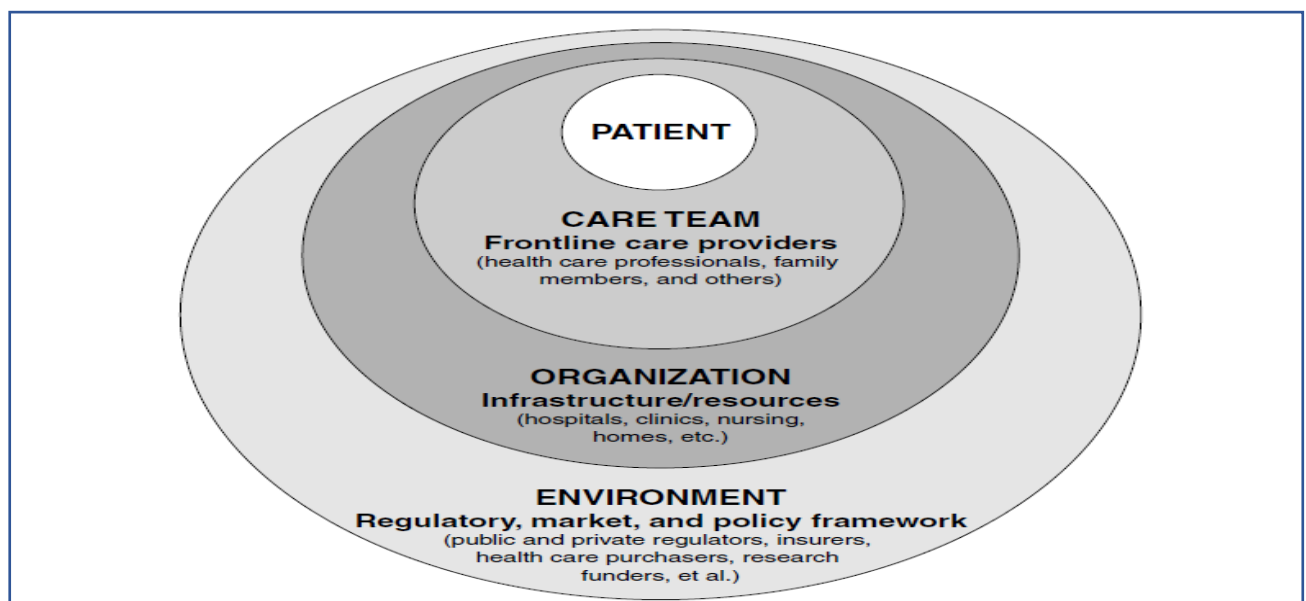 PATIENT
CARE TEAM
Frontline care providers
(health care professionals, family
members, and others)
ORGANIZATION
Infrastructure/resources
(hospitals, clinics, nursing,
homes, etc.)
ENVIRONMENT
Regulatory, market, and policy framework
(public and private regulators, insurers,
health care purchasers, research
funders, et al.)